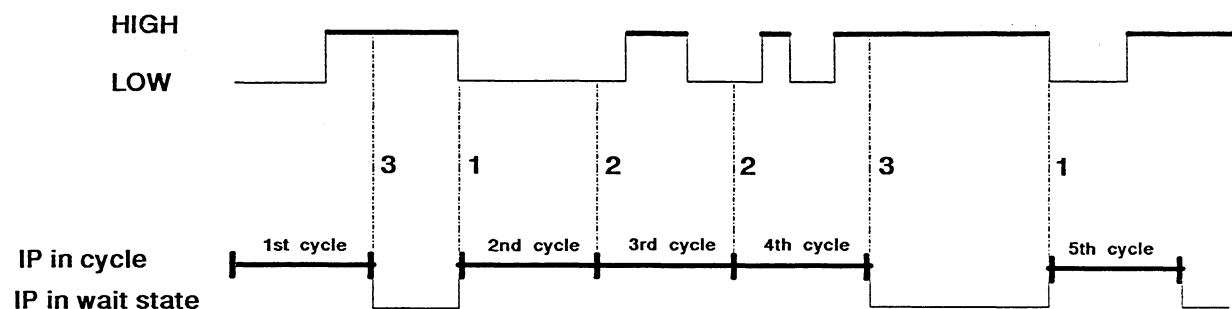 HIGH
LOW
3 1 2 2 3 1
1st cycle 2nd cycle 3rd cycle 4th cycle 5th cycle
IP in cycle
IP in wait state